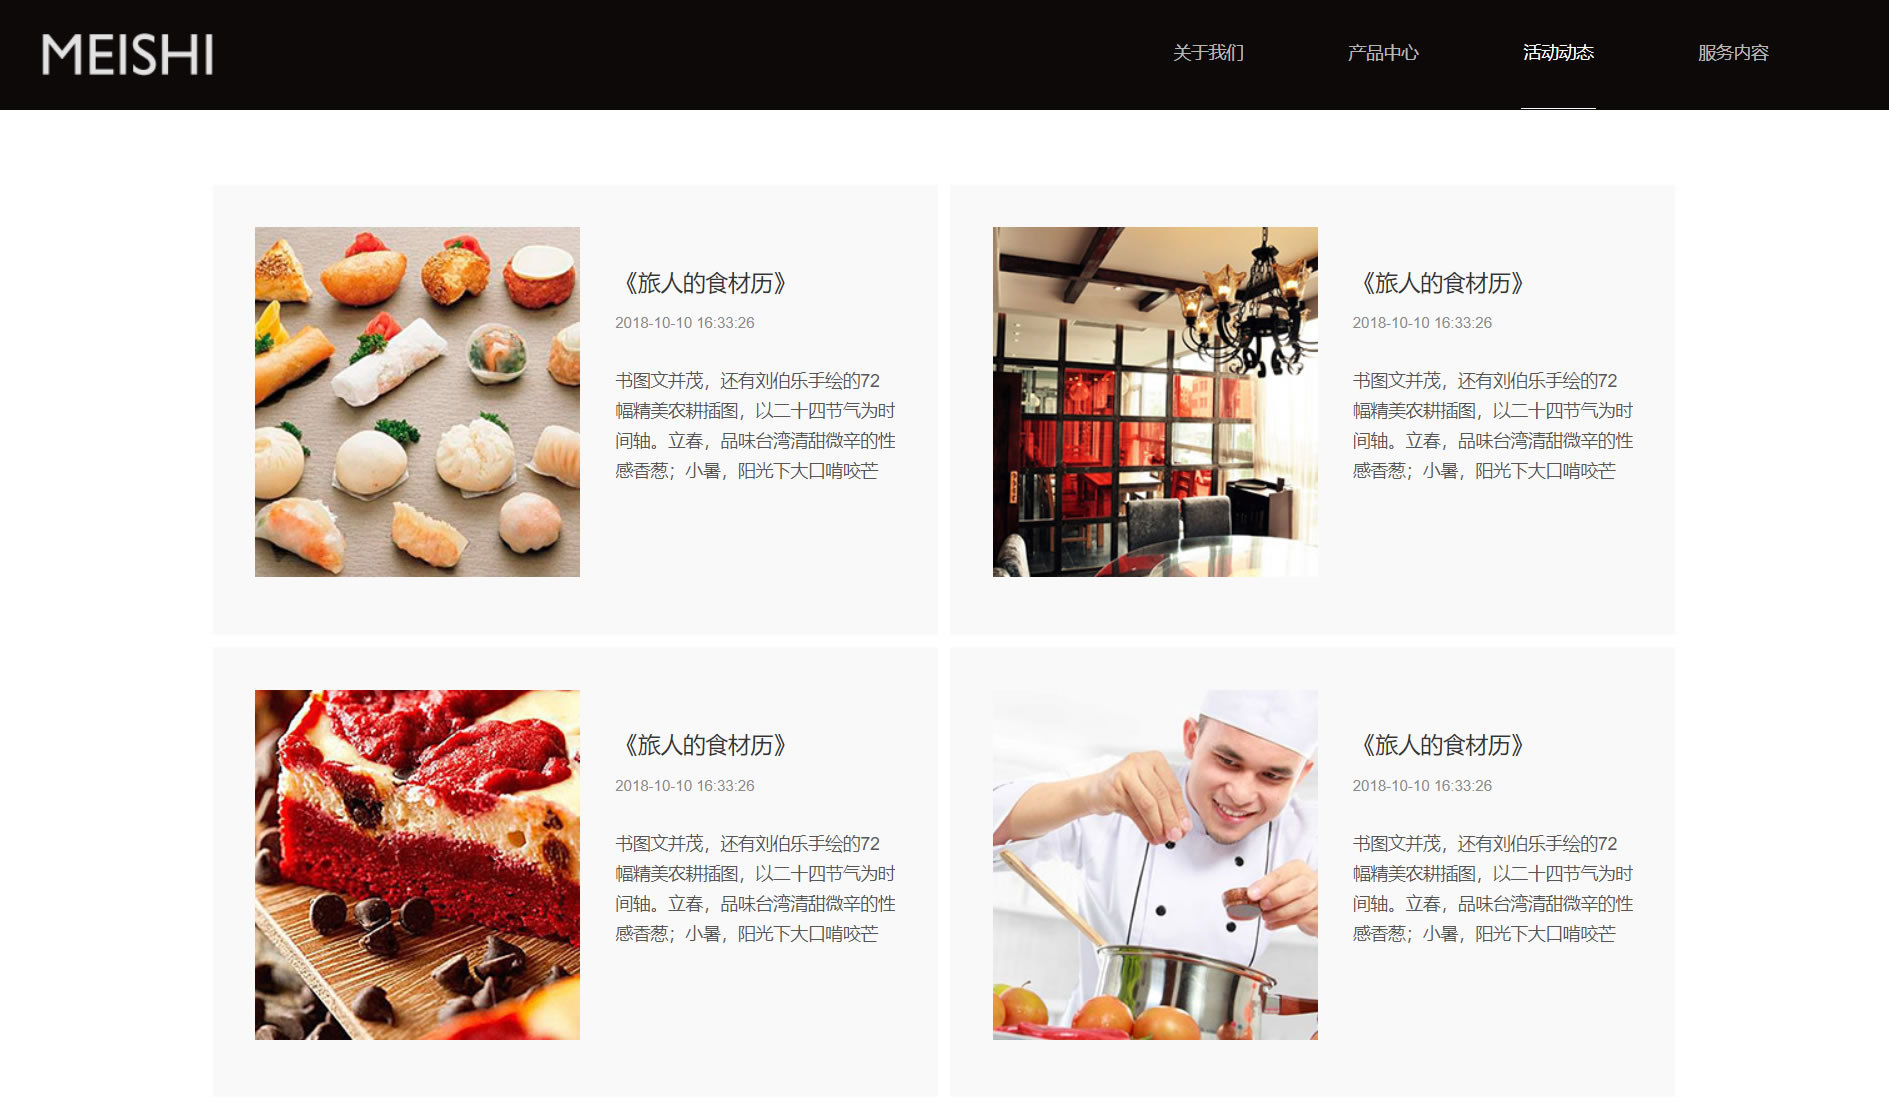 MEISHI
关于我们
产品中心
活动动态
服务内容
《旅人的食材历》
2018-10-10 16:33:26
书图文并茂，还有刘伯乐手绘的72
幅精美农耕插图，以二十四节气为时
间轴。立春，品味台湾清甜微辛的性
感香葱；小暑，阳光下大口啃咬芒
《旅人的食材历》
2018-10-10 16:33:26
书图文并茂，还有刘伯乐手绘的72
幅精美农耕插图，以二十四节气为时
间轴。立春，品味台湾清甜微辛的性
感香葱；小暑，阳光下大口啃咬芒
《旅人的食材历》
2018-10-10 16:33:26
书图文并茂，还有刘伯乐手绘的72
幅精美农耕插图，以二十四节气为时
间轴。立春，品味台湾清甜微辛的性
感香葱；小暑，阳光下大口啃咬芒
《旅人的食材历》
2018-10-10 16:33:26
书图文并茂，还有刘伯乐手绘的72
幅精美农耕插图，以二十四节气为时
间轴。立春，品味台湾清甜微辛的性
感香葱；小暑，阳光下大口啃咬芒